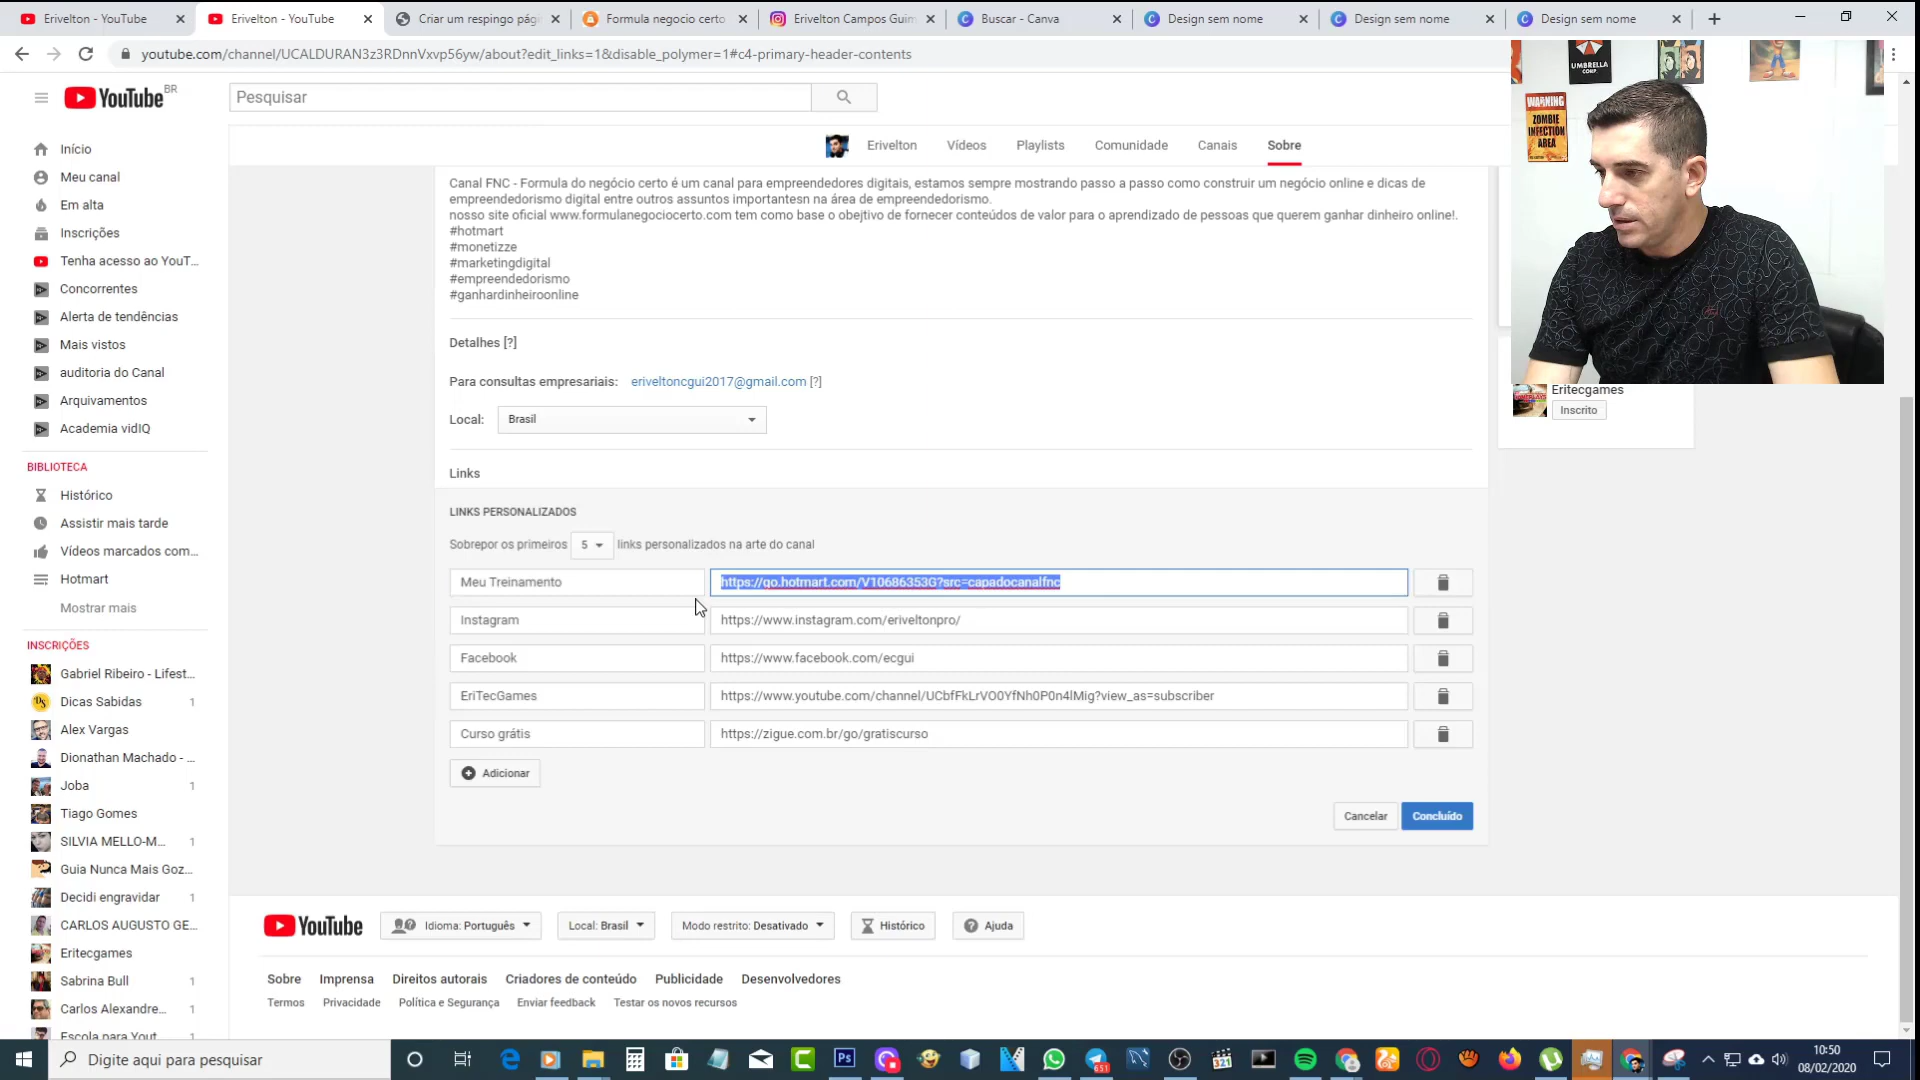 Erivelton - YouTube
Erivelton - YouTube
Criar um respingo pág
Formula negocio certo
Erivelton Campos Gui
Buscar - Canva
Design sem nome
Design sem nome
Design sem nome
youtube.com/channel/UCALDURAN3z3RDnnVxvp56yw/about?edit_links=1&disable_polymer=1#c4-primary-header-contents
YouTube BR
Pesquisar
UMBRELLA
CORP.
WARNING
ZOMBIE
INFECTION
AREA
Erivelton
Vídeos
Playlists
Comunidade
Canais
Sobre
Início
Meu canal
Em alta
Inscrições
Tenha acesso ao YouT...
Concorrentes
Alerta de tendências
Mais vistos
auditoria do Canal
Arquivamentos
Academia vidIQ
BIBLIOTECA
Histórico
Assistir mais tarde
Vídeos marcados com...
Hotmart
Mostrar mais
INSCRIÇÕES
Gabriel Ribeiro - Lifest...
Dicas Sabidas 1
Alex Vargas
Dionathan Machado - ...
Joba 1
Tiago Gomes
SILVIA MELLO-M... 1
Guia Nunca Mais Goz...
Decidi engravidar 1
CARLOS AUGUSTO GE...
Eritecgames
Sabrina Bull 1
Carlos Alexandre... 1
Escola para Yout
Canal FNC - Formula do negócio certo é um canal para empreendedores digitais, estamos sempre mostrando passo a passo como construir um negócio online e dicas de
empreendedorismo digital entre outros assuntos importantesn na área de empreendedorismo.
nosso site oficial www.formulanegociocerto.com tem como base o obejtivo de fornecer conteúdos de valor para o aprendizado de pessoas que querem ganhar dinheiro online!.
#hotmart
#monetizze
#marketingdigital
#empreendedorismo
#ganhardinheiroonline
Detalhes [?]
Para consultas empresariais: eriveltoncgui2017@gmail.com [?]
Local: Brasil
Links
LINKS PERSONALIZADOS
Sobrepor os primeiros 5 links personalizados na arte do canal
Meu Treinamento https://go.hotmart.com/V10686353G?src=capadocanalfnc
Instagram https://www.instagram.com/eriveltonpro/
Facebook https://www.facebook.com/ecgui
EriTecGames https://www.youtube.com/channel/UCbfFkLrVO0YfNh0P0n4lMig?view_as=subscriber
Curso grátis https://zigue.com.br/go/gratiscurso
Adicionar
Cancelar
Concluído
Eritecgames
Inscrito
YouTube
Idioma: Português
Local: Brasil
Modo restrito: Desativado
Histórico
Ajuda
Sobre
Imprensa
Direitos autorais
Criadores de conteúdo
Publicidade
Desenvolvedores
Termos
Privacidade
Política e Segurança
Enviar feedback
Testar os novos recursos
Digite aqui para pesquisar
Ps
651
321
10:50
08/02/2020